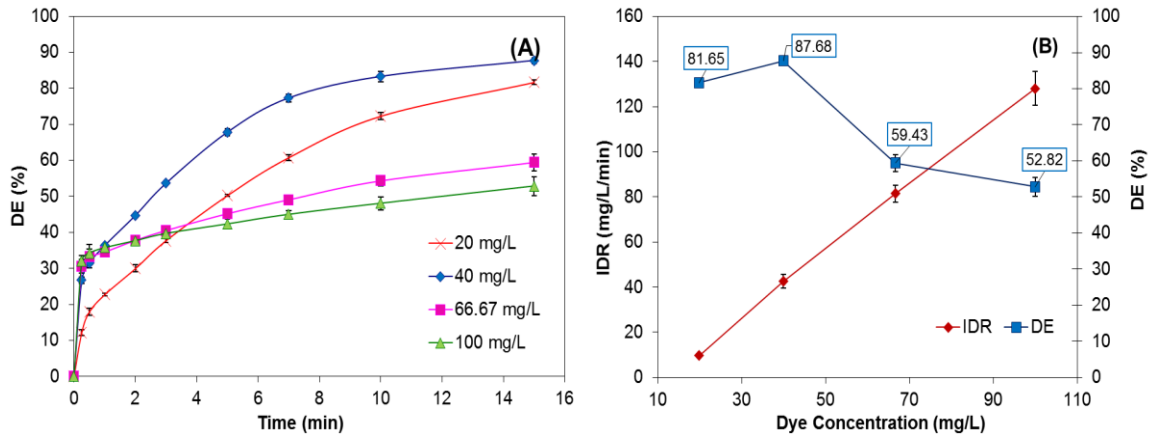 (A)
DE (%)
100
90
80
70
60
50
40
30
20
10
0
20 mg/L
40 mg/L
66.67 mg/L
100 mg/L
0 2 4 6 8 10 12 14 16
Time (min)
(B)
IDR (mg/L/min)
160
140
120
100
80
60
40
20
0
81.65
87.68
59.43
52.82
IDR DE
100
90
80
70
60
50
40
30
20
10
0
DE (%)
10 30 50 70 90 110
Dye Concentration (mg/L)